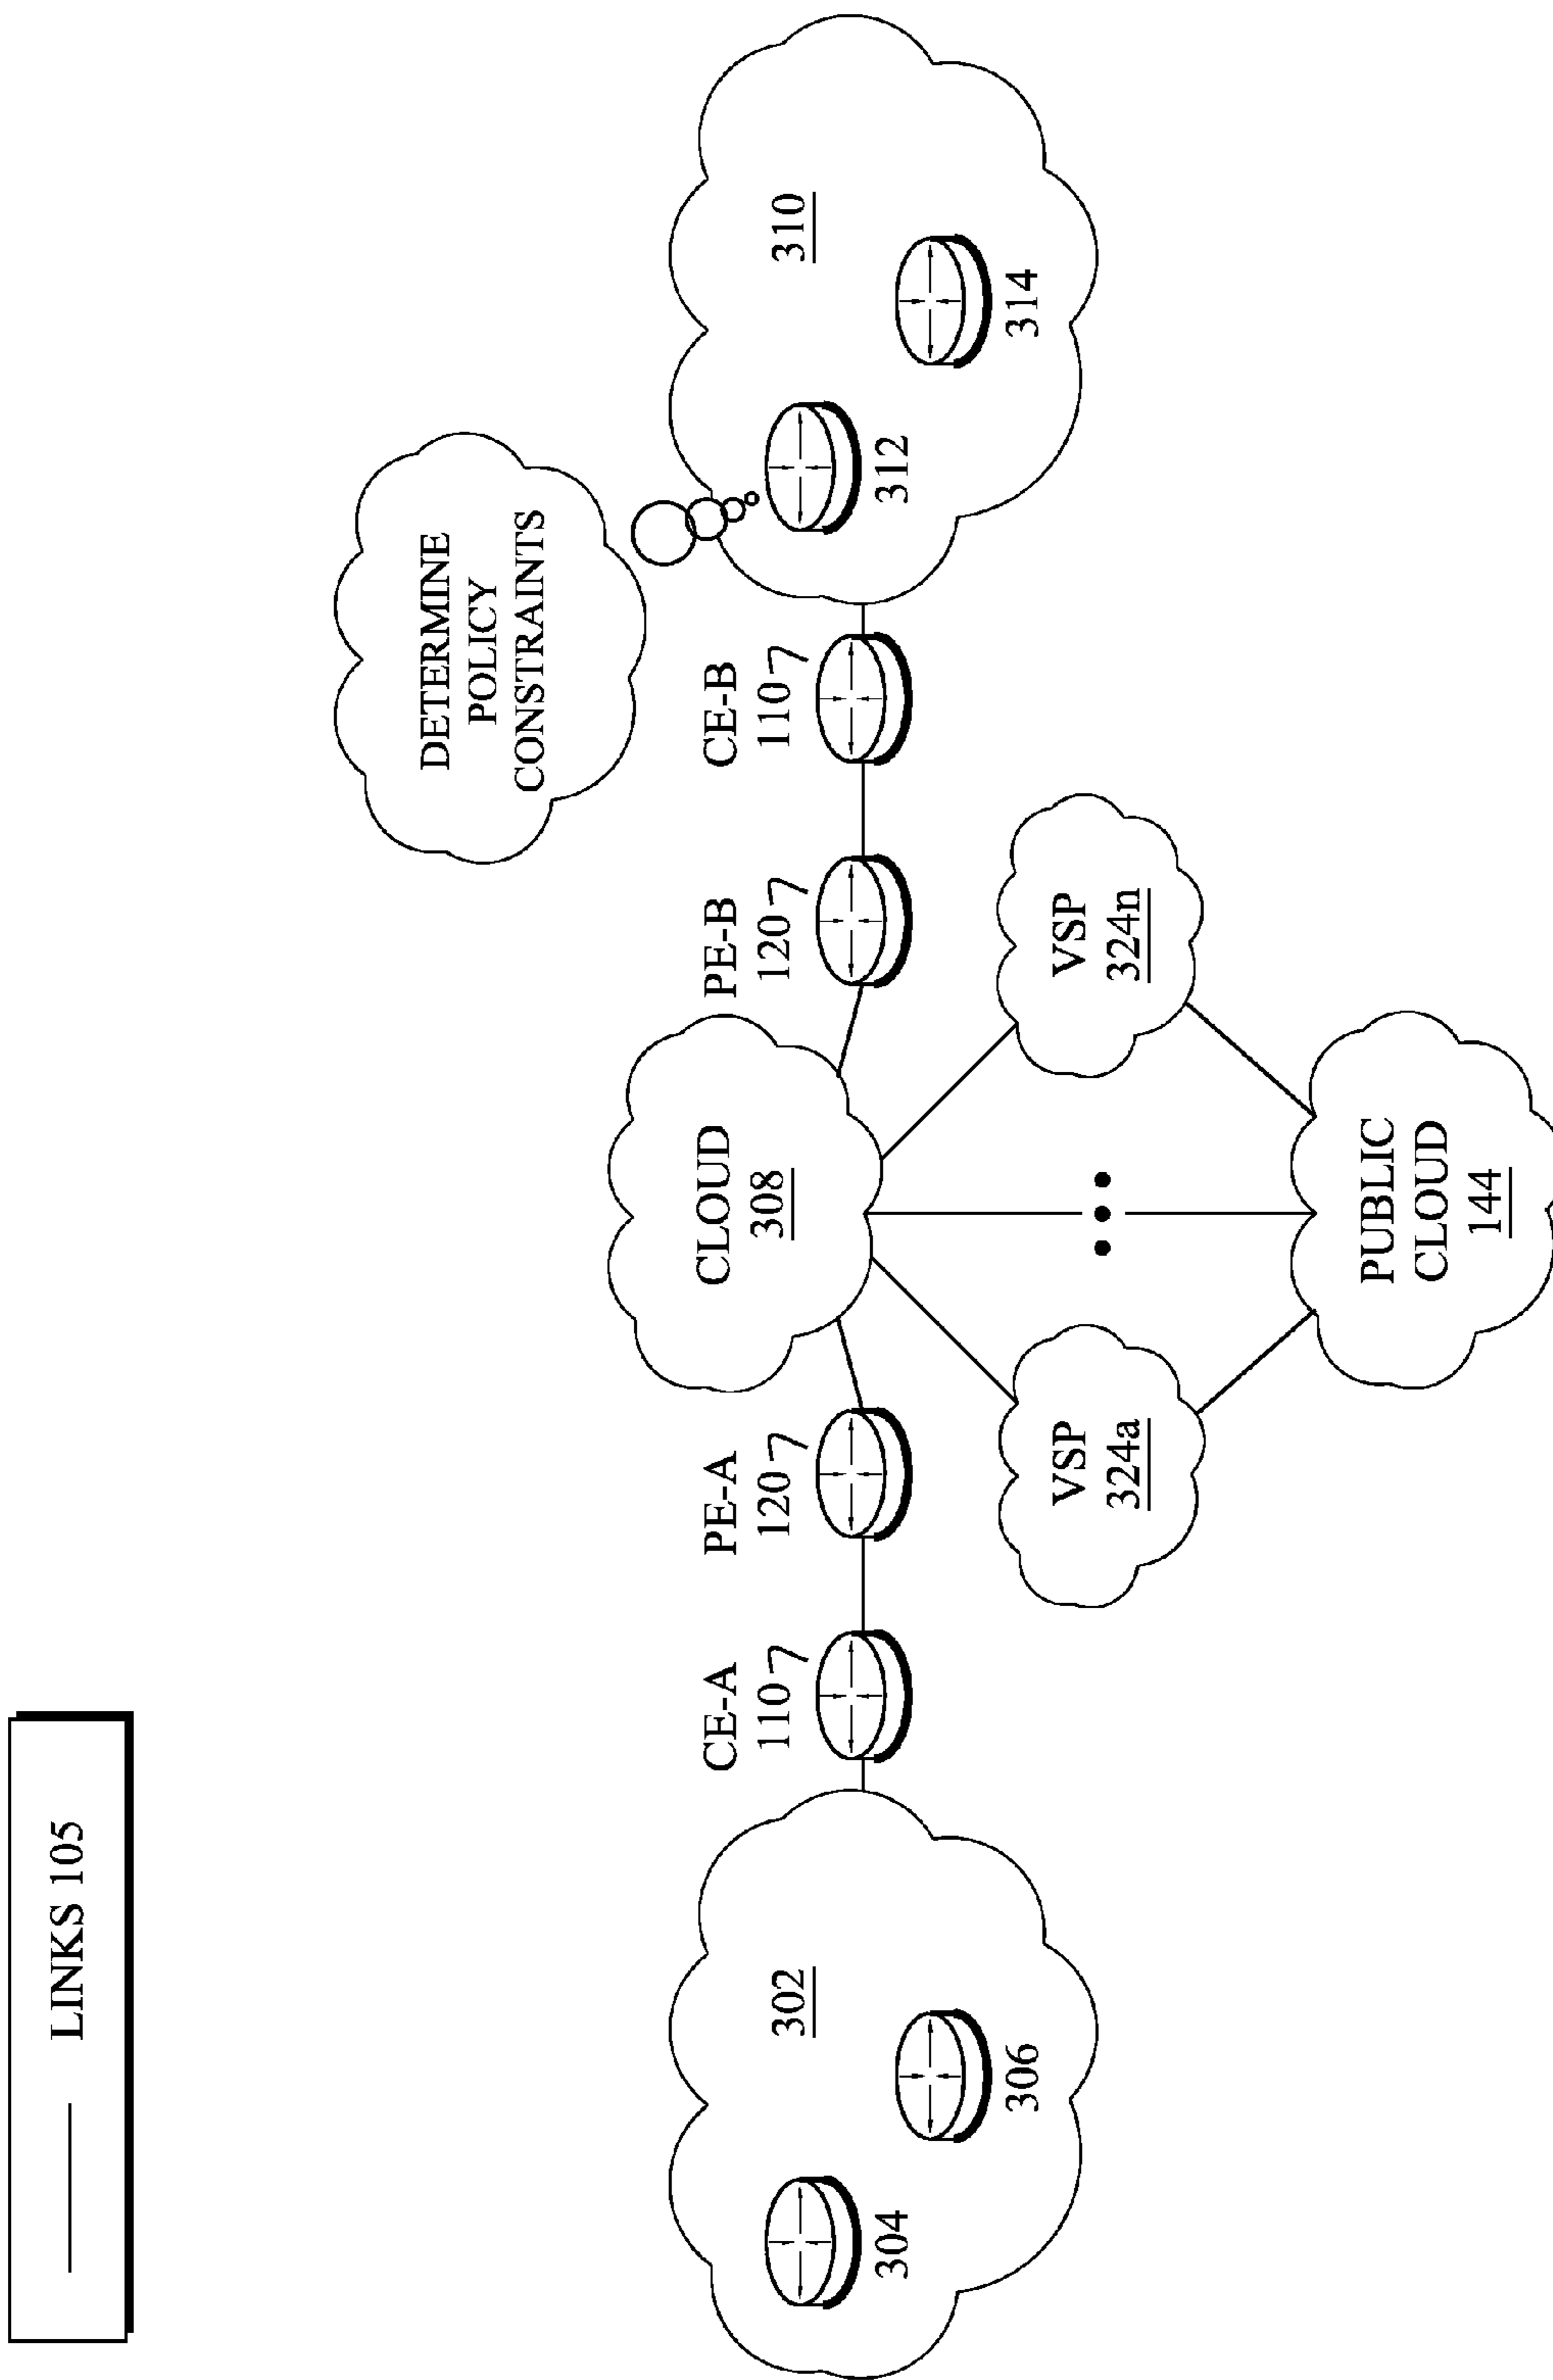 LINKS 105
DETERMINE
POLICY
CONSTRAINTS
302
304
306
CE-A
110
PE-A
120
CLOUD
308
PE-B
120
CE-B
110
310
312
314
VSP
324a
VSP
324n
PUBLIC
CLOUD
144